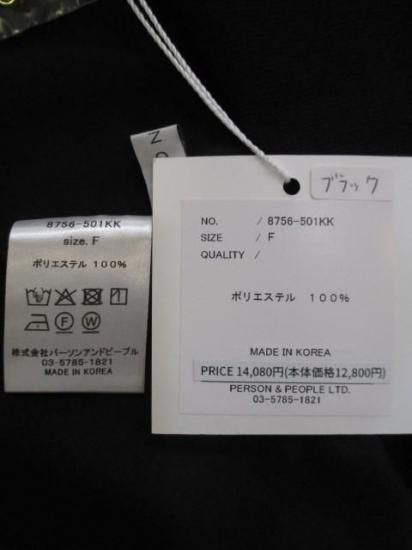 8756-501KK
size. F
ポリエステル 100%
F W
株式会社パーソンアンドピープル
03-5785-1821
MADE IN KOREA
ブラック
NO. / 8756-501KK
SIZE / F
QUALITY /
ポリエステル 100%
MADE IN KOREA
PRICE 14,080円(本体価格12,800円)
PERSON & PEOPLE LTD.
03-5785-1821